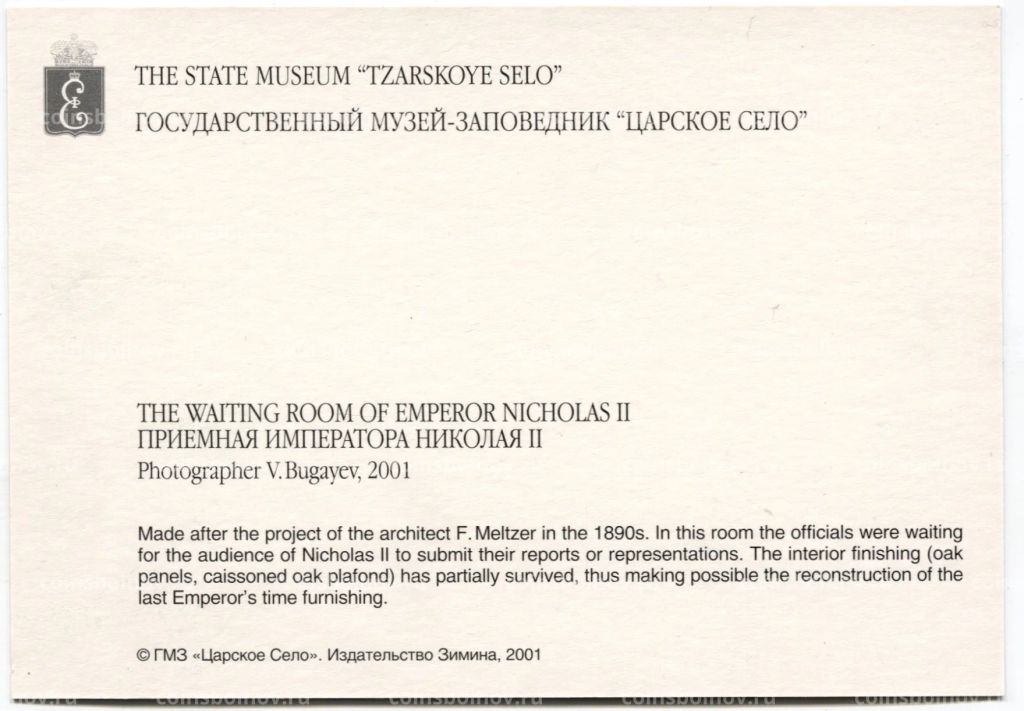 THE STATE MUSEUM “TZARSKOYE SELO”
ГОСУДАРСТВЕННЫЙ МУЗЕЙ-ЗАПОВЕДНИК “ЦАРСКОЕ СЕЛО”
THE WAITING ROOM OF EMPEROR NICHOLAS II
ПРИЕМНАЯ ИМПЕРАТОРА НИКОЛАЯ II
Photographer V. Bugayev, 2001
Made after the project of the architect F. Meltzer in the 1890s. In this room the officials were waiting
for the audience of Nicholas II to submit their reports or representations. The interior finishing (oak
panels, caissoned oak plafond) has partially survived, thus making possible the reconstruction of the
last Emperor’s time furnishing.
© ГМЗ «Царское Село». Издательство Зимина, 2001